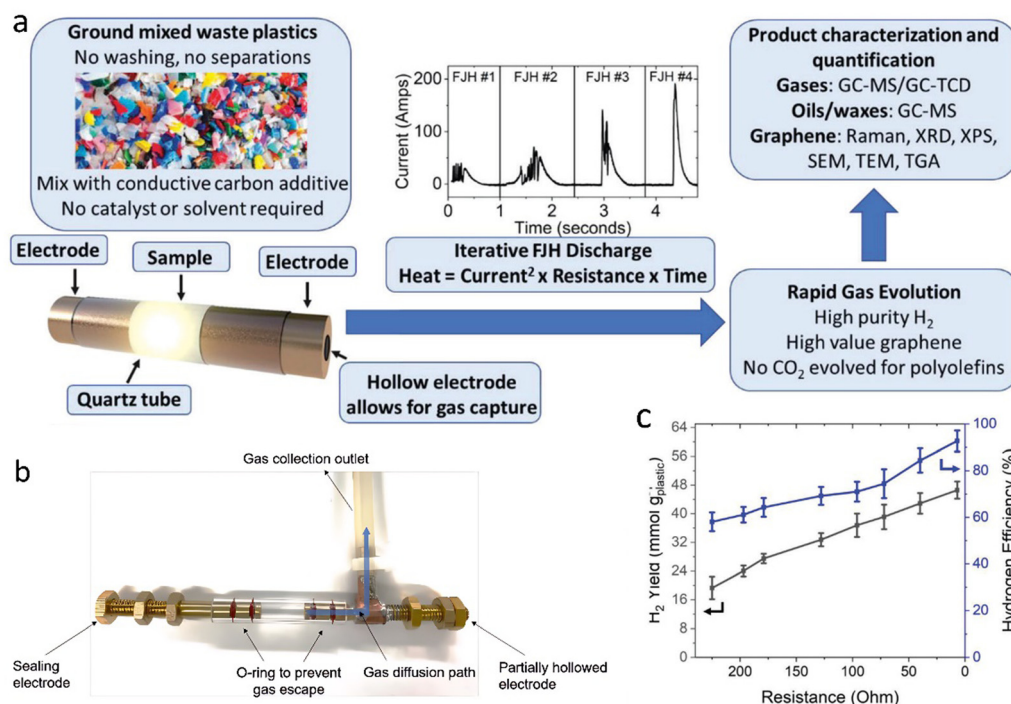 a
Ground mixed waste plastics
No washing, no separations
Mix with conductive carbon additive
No catalyst or solvent required
Electrode
Sample
Electrode
Quartz tube
Hollow electrode
allows for gas capture
Current (Amps)
200
100
0
FJH #1
FJH #2
FJH #3
FJH #4
0 1 2 3 4
Time (seconds)
Iterative FJH Discharge
Heat = Current² x Resistance x Time
Product characterization and
quantification
Gases: GC-MS/GC-TCD
Oils/waxes: GC-MS
Graphene: Raman, XRD, XPS,
SEM, TEM, TGA
Rapid Gas Evolution
High purity H₂
High value graphene
No CO₂ evolved for polyolefins
b
Gas collection outlet
Sealing
electrode
O-ring to prevent
gas escape
Gas diffusion path
Partially hollowed
electrode
c
H₂ Yield (mmol g plastic)
64
56
48
40
32
24
16
8
0
100
80
60
40
20
0
Hydrogen Efficiency (%)
200 150 100 50 0
Resistance (Ohm)